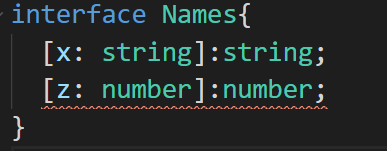 interface Names{
[x: string]:string;
[z: number]:number;
}